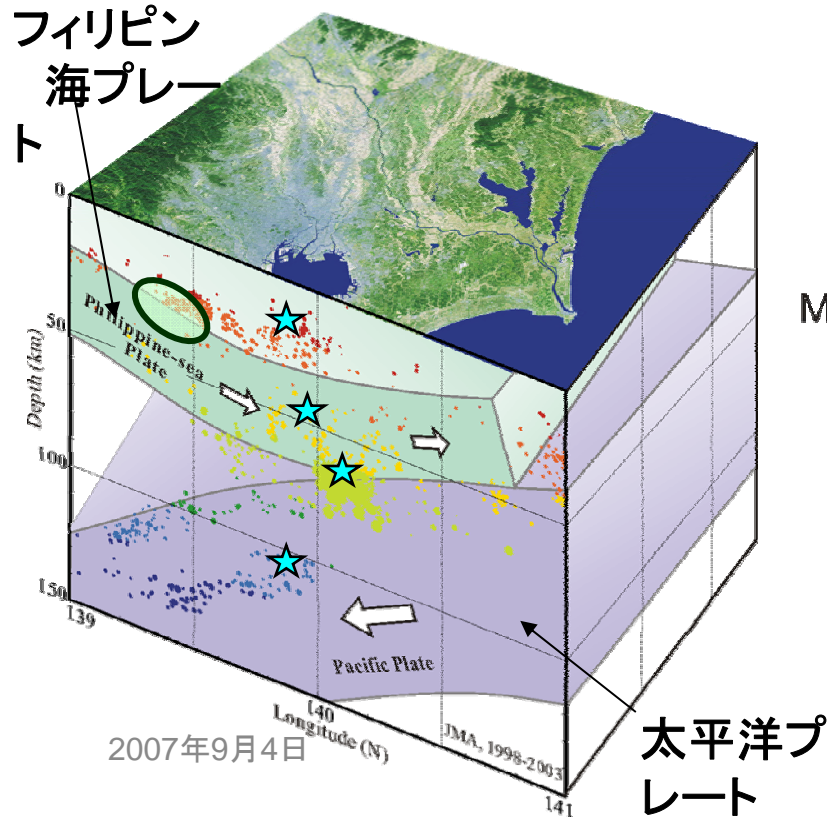 フィリピン
海プレー
ト
0
50
100
150
Depth (km)
Philippine-sea
Plate
M
139
140
141
Longitude (N)
Pacific Plate
JMA, 1998-2003
2007年9月4日
太平洋プ
レート